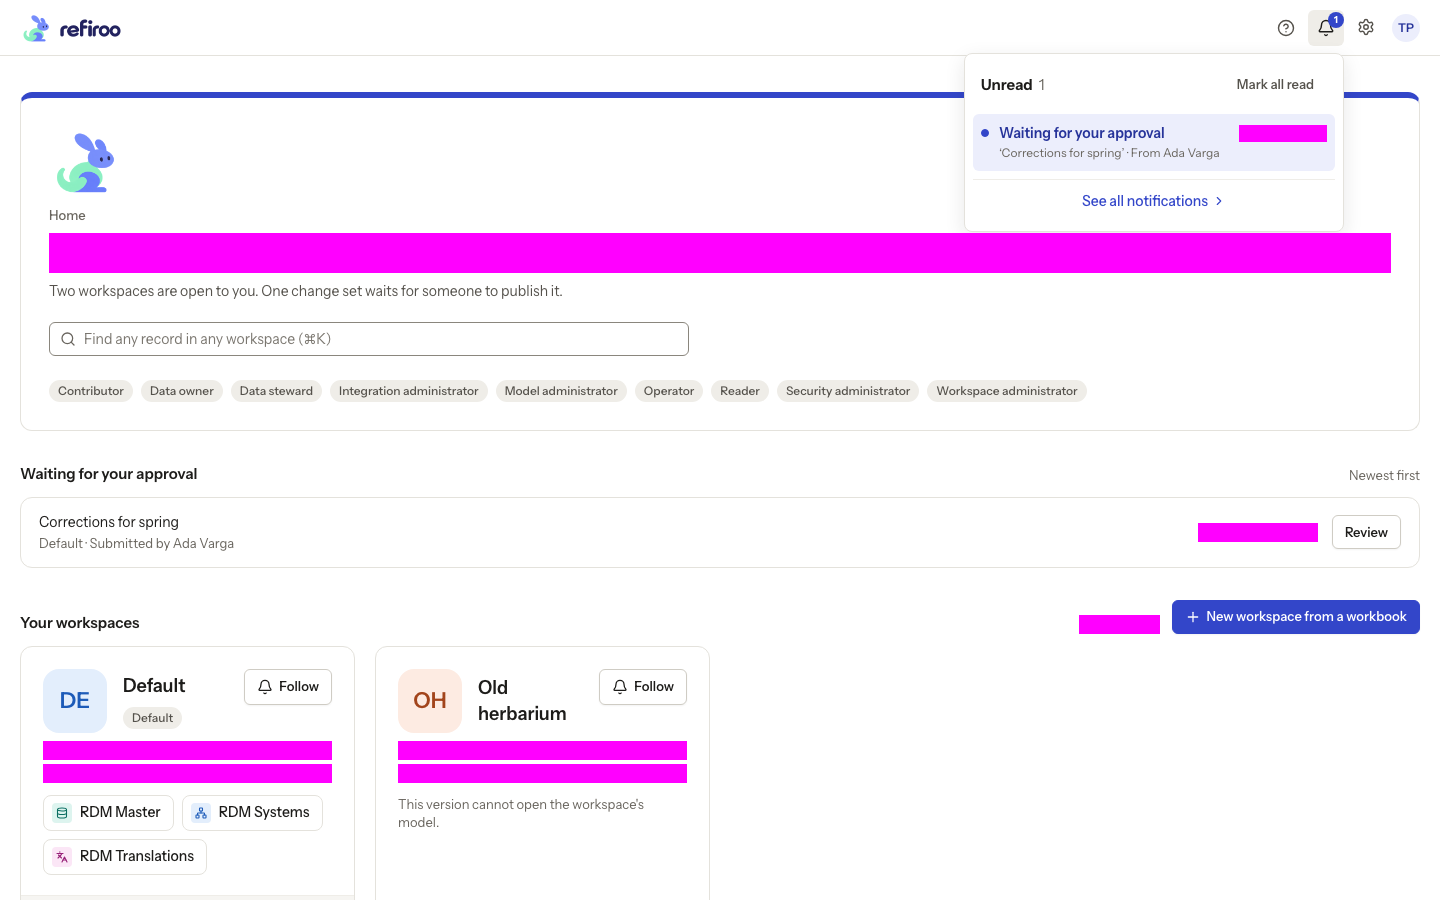 refiroo
1
TP
Unread 1
Mark all read
Waiting for your approval
‘Corrections for spring’ · From Ada Varga
See all notifications
Home
Two workspaces are open to you. One change set waits for someone to publish it.
Find any record in any workspace (⌘K)
Contributor
Data owner
Data steward
Integration administrator
Model administrator
Operator
Reader
Security administrator
Workspace administrator
Waiting for your approval
Newest first
Corrections for spring
Default · Submitted by Ada Varga
Review
Your workspaces
New workspace from a workbook
DE
Default
Default
Follow
RDM Master
RDM Systems
RDM Translations
OH
Old
herbarium
Follow
This version cannot open the workspace's
model.